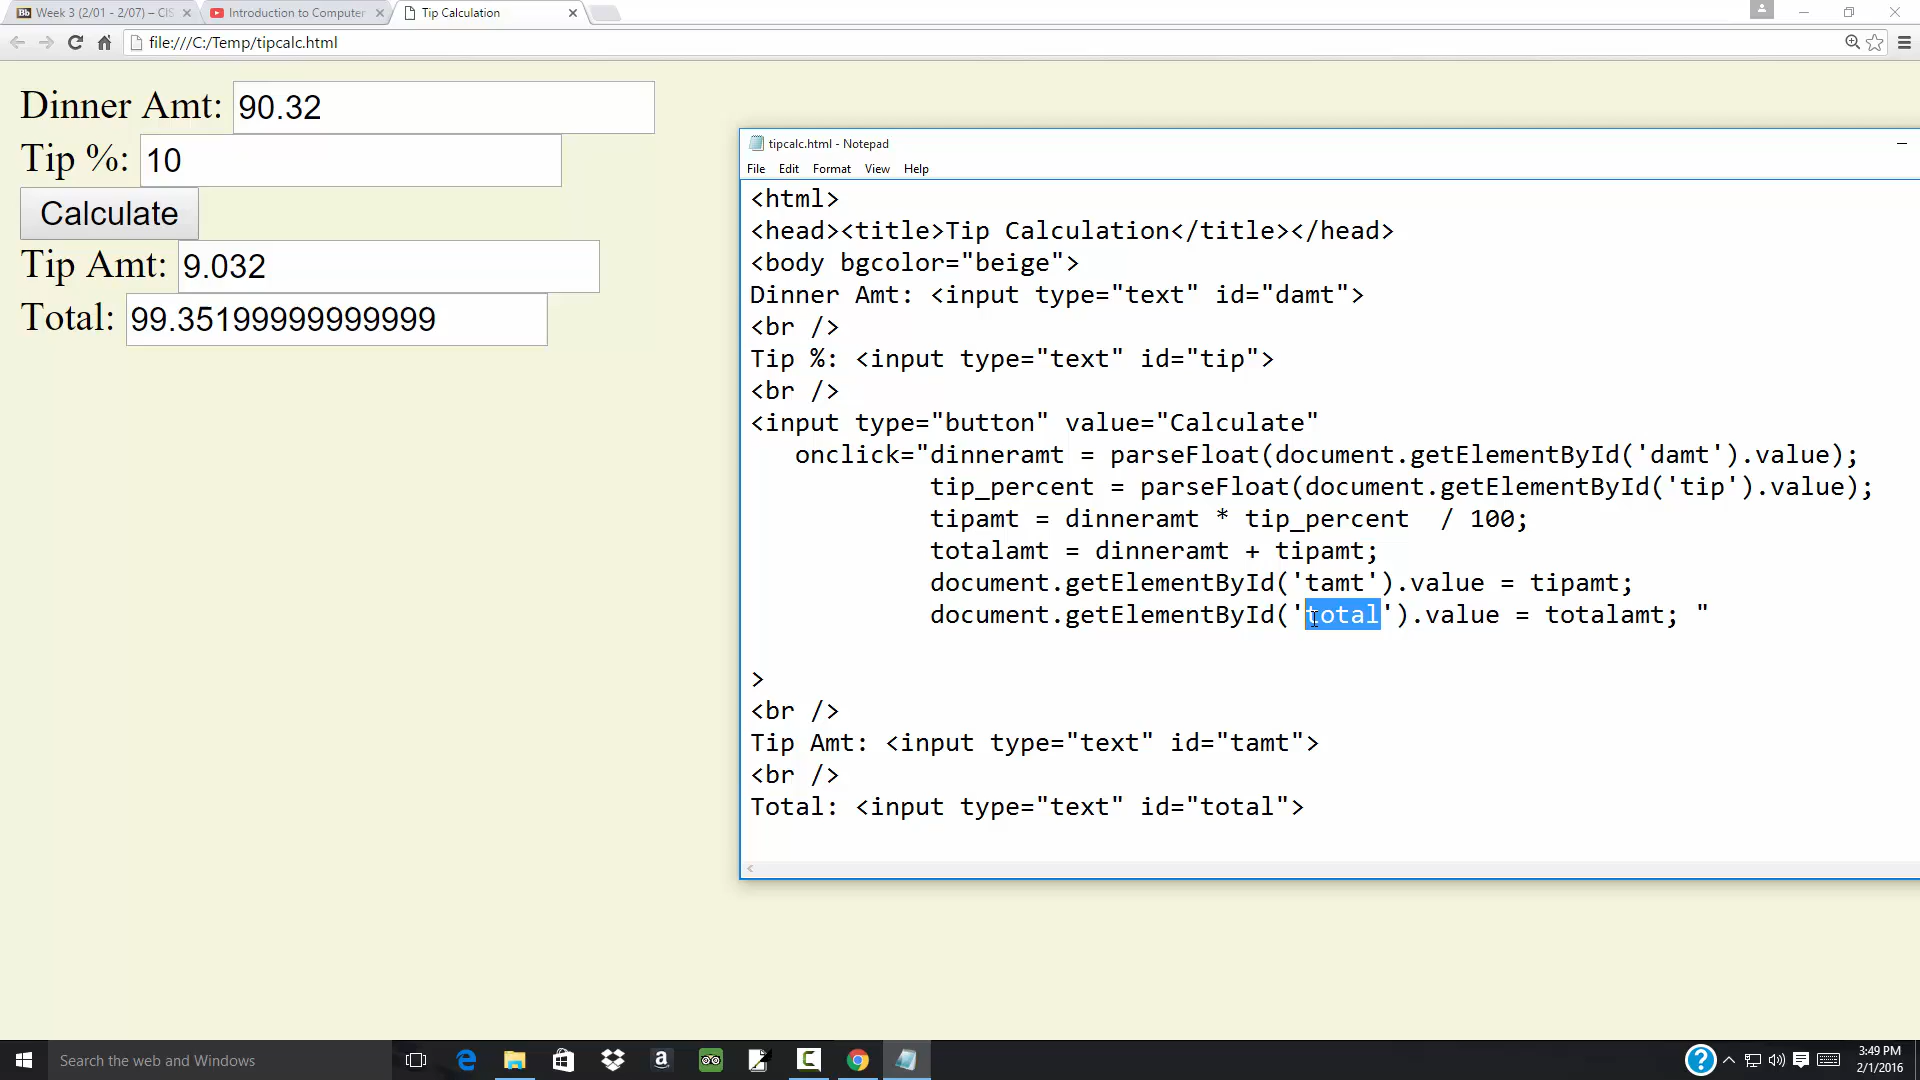 Week 3 (2/01 - 2/07) – CIS
Introduction to Computer
Tip Calculation
file:///C:/Temp/tipcalc.html
Dinner Amt: 90.32
Tip %: 10
Calculate
Tip Amt: 9.032
Total: 99.35199999999999
tipcalc.html - Notepad
File Edit Format View Help
<html>
<head><title>Tip Calculation</title></head>
<body bgcolor="beige">
Dinner Amt: <input type="text" id="damt">
<br />
Tip %: <input type="text" id="tip">
<br />
<input type="button" value="Calculate"
onclick="dinneramt = parseFloat(document.getElementById('damt').value);
tip_percent = parseFloat(document.getElementById('tip').value);
tipamt = dinneramt * tip_percent  / 100;
totalamt = dinneramt + tipamt;
document.getElementById('tamt').value = tipamt;
document.getElementById('total').value = totalamt; "
>
<br />
Tip Amt: <input type="text" id="tamt">
<br />
Total: <input type="text" id="total">
Search the web and Windows
3:49 PM
2/1/2016